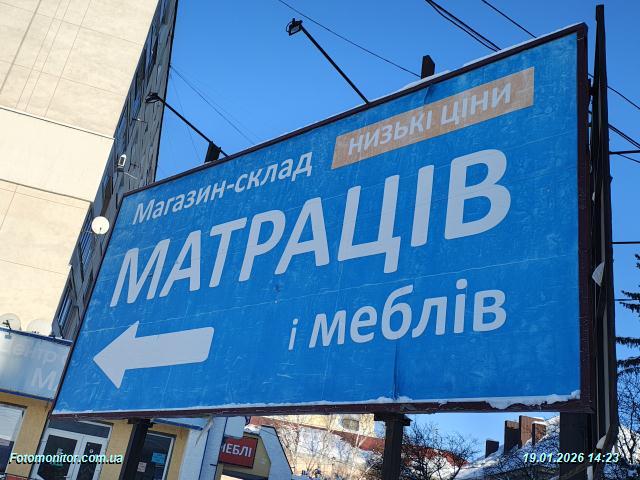 низькі ціни
Магазин-склад
МАТРАЦІВ
і меблів
МЕБЛІ
Fotomonitor.com.ua
19.01.2026 14:23